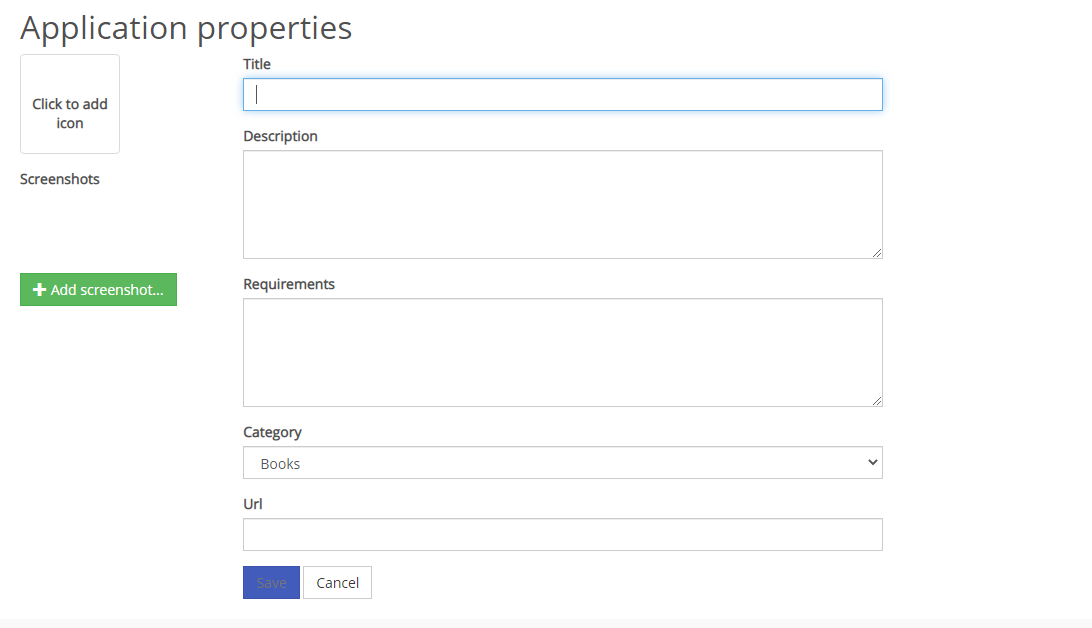 Application properties
Click to add
icon
Screenshots
Add screenshot...
Title
Description
Requirements
Category
Books
Url
Save
Cancel